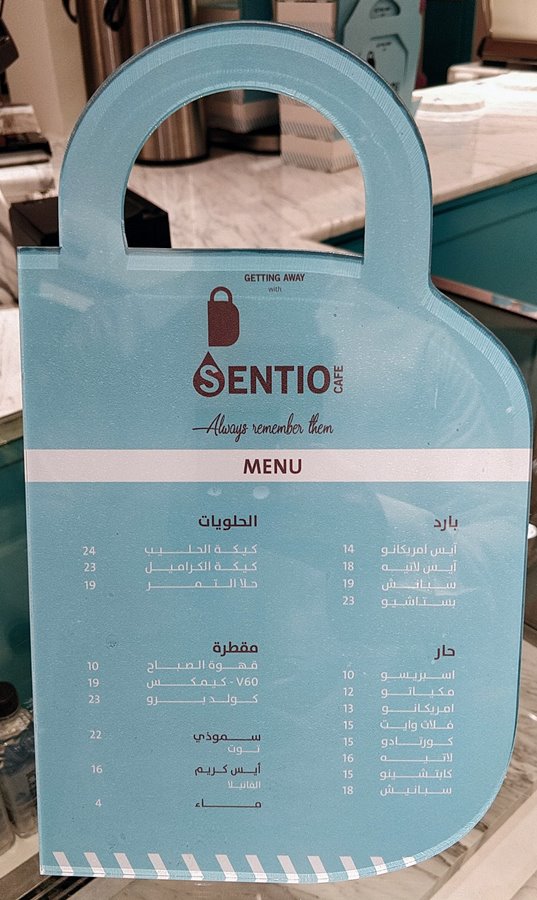 GETTING AWAY
with
SENTIO CAFE
Always remember them
MENU
بارد
آيس امريكانو 14
آيس لاتيه 18
سبانيش 19
بستاشيو 23
حار
اسبريسو 10
مكياتو 12
امريكانو 13
فلات وايت 15
كورتادو 15
لاتيه 16
كابتشينو 15
سبانيش 18
الحلويات
كيكة الحليب 24
كيكة الكراميل 23
حلا التمر 19
مقطرة
قهوة الصباح 10
V60 - كيمكس 19
كولد برو 23
سموذي 22
توت
أيس كريم 16
الفانيلا
ماء 4